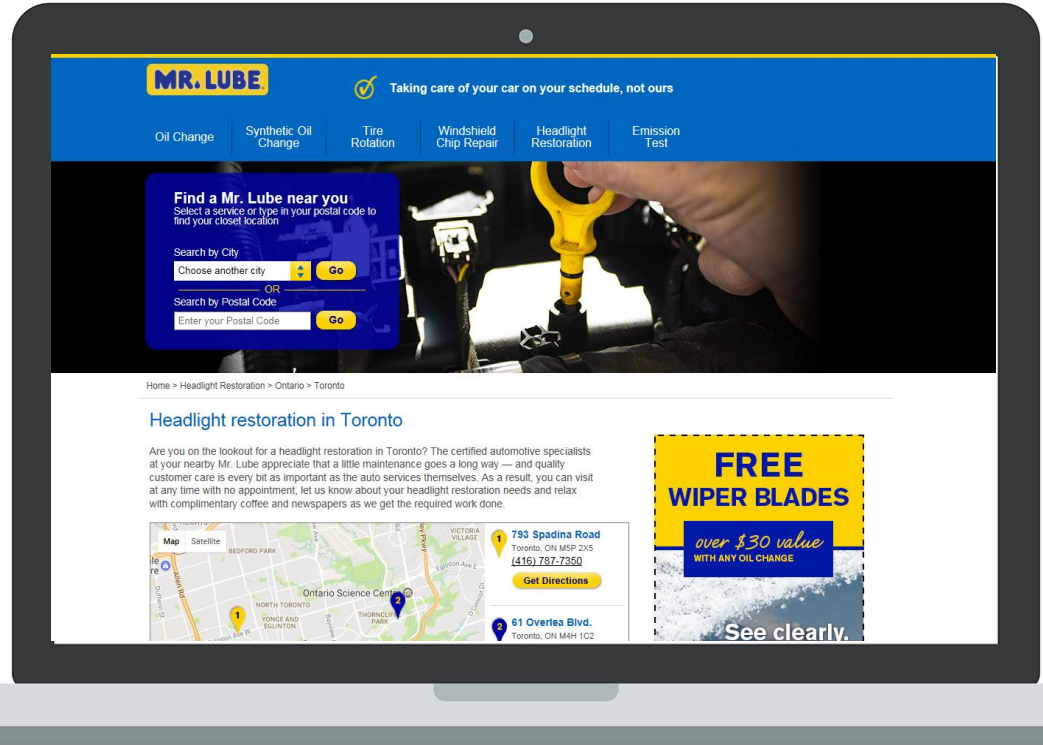 MR. LUBE
Taking care of your car on your schedule, not ours
Oil Change
Synthetic Oil
Change
Tire
Rotation
Windshield
Chip Repair
Headlight
Restoration
Emission
Test
Find a Mr. Lube near you
Select a service or type in your postal code to
find your closet location
Search by City
Choose another city
Go
OR
Search by Postal Code
Enter your Postal Code
Go
Home > Headlight Restoration > Ontario > Toronto
Headlight restoration in Toronto
Are you on the lookout for a headlight restoration in Toronto? The certified automotive specialists
at your nearby Mr. Lube appreciate that a little maintenance goes a long way — and quality
customer care is every bit as important as the auto services themselves. As a result, you can visit
at any time with no appointment, let us know about your headlight restoration needs and relax
with complimentary coffee and newspapers as we get the required work done.
Map
Satellite
BEDFORD PARK
VICTORIA
VILLAGE
Allen Rd
Dufferin St
Eglinton Ave E
Ontario Science Centre
NORTH TORONTO
YONGE AND
EGLINTON
THORNCLIFFE
PARK
Bayview
1
2
1
793 Spadina Road
Toronto, ON M5P 2X5
(416) 787-7350
Get Directions
2
61 Overlea Blvd.
Toronto, ON M4H 1C2
FREE
WIPER BLADES
over $30 value
WITH ANY OIL CHANGE
See clearly.